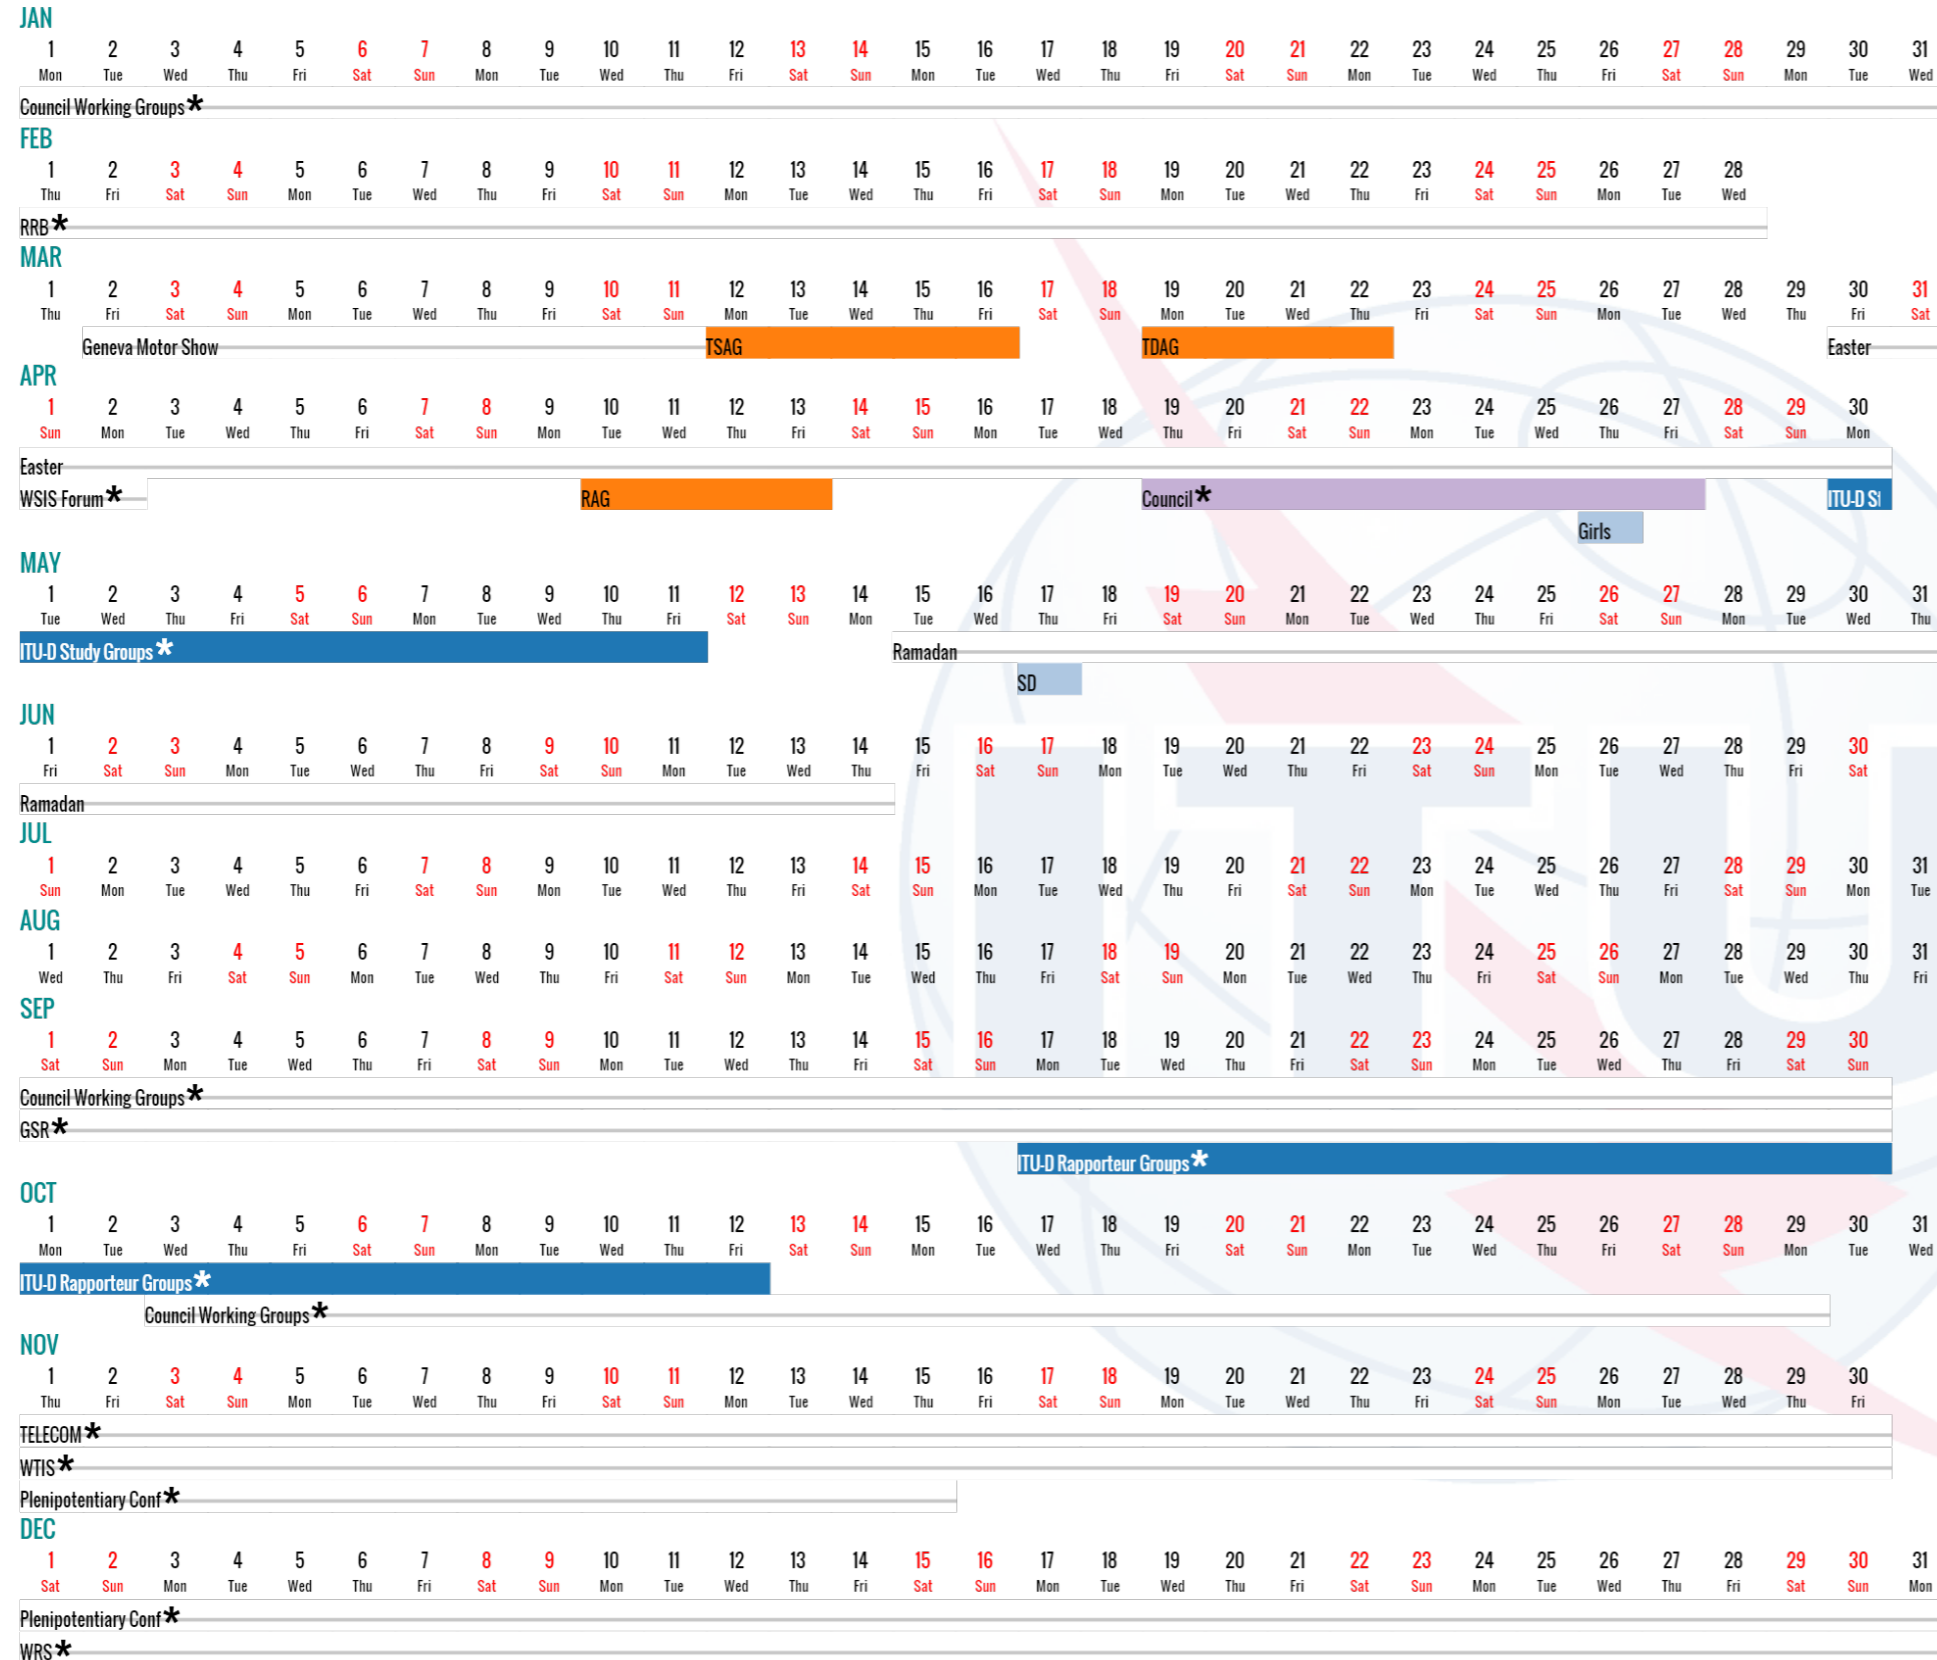 JAN
1 2 3 4 5 6 7 8 9 10 11 12 13 14 15 16 17 18 19 20 21 22 23 24 25 26 27 28 29 30 31
Mon Tue Wed Thu Fri Sat Sun Mon Tue Wed Thu Fri Sat Sun Mon Tue Wed Thu Fri Sat Sun Mon Tue Wed Thu Fri Sat Sun Mon Tue Wed
Council Working Groups*
FEB
1 2 3 4 5 6 7 8 9 10 11 12 13 14 15 16 17 18 19 20 21 22 23 24 25 26 27 28
Thu Fri Sat Sun Mon Tue Wed Thu Fri Sat Sun Mon Tue Wed Thu Fri Sat Sun Mon Tue Wed Thu Fri Sat Sun Mon Tue Wed
RRB*
MAR
1 2 3 4 5 6 7 8 9 10 11 12 13 14 15 16 17 18 19 20 21 22 23 24 25 26 27 28 29 30 31
Thu Fri Sat Sun Mon Tue Wed Thu Fri Sat Sun Mon Tue Wed Thu Fri Sat Sun Mon Tue Wed Thu Fri Sat Sun Mon Tue Wed Thu Fri Sat
Geneva Motor Show TSAG TDAG Easter
APR
1 2 3 4 5 6 7 8 9 10 11 12 13 14 15 16 17 18 19 20 21 22 23 24 25 26 27 28 29 30
Sun Mon Tue Wed Thu Fri Sat Sun Mon Tue Wed Thu Fri Sat Sun Mon Tue Wed Thu Fri Sat Sun Mon Tue Wed Thu Fri Sat Sun Mon
Easter
WSIS Forum* RAG Council* ITU-D St
Girls
MAY
1 2 3 4 5 6 7 8 9 10 11 12 13 14 15 16 17 18 19 20 21 22 23 24 25 26 27 28 29 30 31
Tue Wed Thu Fri Sat Sun Mon Tue Wed Thu Fri Sat Sun Mon Tue Wed Thu Fri Sat Sun Mon Tue Wed Thu Fri Sat Sun Mon Tue Wed Thu
ITU-D Study Groups* Ramadan
SD
JUN
1 2 3 4 5 6 7 8 9 10 11 12 13 14 15 16 17 18 19 20 21 22 23 24 25 26 27 28 29 30
Fri Sat Sun Mon Tue Wed Thu Fri Sat Sun Mon Tue Wed Thu Fri Sat Sun Mon Tue Wed Thu Fri Sat Sun Mon Tue Wed Thu Fri Sat
Ramadan
JUL
1 2 3 4 5 6 7 8 9 10 11 12 13 14 15 16 17 18 19 20 21 22 23 24 25 26 27 28 29 30 31
Sun Mon Tue Wed Thu Fri Sat Sun Mon Tue Wed Thu Fri Sat Sun Mon Tue Wed Thu Fri Sat Sun Mon Tue Wed Thu Fri Sat Sun Mon Tue
AUG
1 2 3 4 5 6 7 8 9 10 11 12 13 14 15 16 17 18 19 20 21 22 23 24 25 26 27 28 29 30 31
Wed Thu Fri Sat Sun Mon Tue Wed Thu Fri Sat Sun Mon Tue Wed Thu Fri Sat Sun Mon Tue Wed Thu Fri Sat Sun Mon Tue Wed Thu Fri
SEP
1 2 3 4 5 6 7 8 9 10 11 12 13 14 15 16 17 18 19 20 21 22 23 24 25 26 27 28 29 30
Sat Sun Mon Tue Wed Thu Fri Sat Sun Mon Tue Wed Thu Fri Sat Sun Mon Tue Wed Thu Fri Sat Sun Mon Tue Wed Thu Fri Sat Sun
Council Working Groups*
GSR*
ITU-D Rapporteur Groups*
OCT
1 2 3 4 5 6 7 8 9 10 11 12 13 14 15 16 17 18 19 20 21 22 23 24 25 26 27 28 29 30 31
Mon Tue Wed Thu Fri Sat Sun Mon Tue Wed Thu Fri Sat Sun Mon Tue Wed Thu Fri Sat Sun Mon Tue Wed Thu Fri Sat Sun Mon Tue Wed
ITU-D Rapporteur Groups*
Council Working Groups*
NOV
1 2 3 4 5 6 7 8 9 10 11 12 13 14 15 16 17 18 19 20 21 22 23 24 25 26 27 28 29 30
Thu Fri Sat Sun Mon Tue Wed Thu Fri Sat Sun Mon Tue Wed Thu Fri Sat Sun Mon Tue Wed Thu Fri Sat Sun Mon Tue Wed Thu Fri
TELECOM*
WTIS*
Plenipotentiary Conf*
DEC
1 2 3 4 5 6 7 8 9 10 11 12 13 14 15 16 17 18 19 20 21 22 23 24 25 26 27 28 29 30 31
Sat Sun Mon Tue Wed Thu Fri Sat Sun Mon Tue Wed Thu Fri Sat Sun Mon Tue Wed Thu Fri Sat Sun Mon Tue Wed Thu Fri Sat Sun Mon
Plenipotentiary Conf*
WRS*
ITU